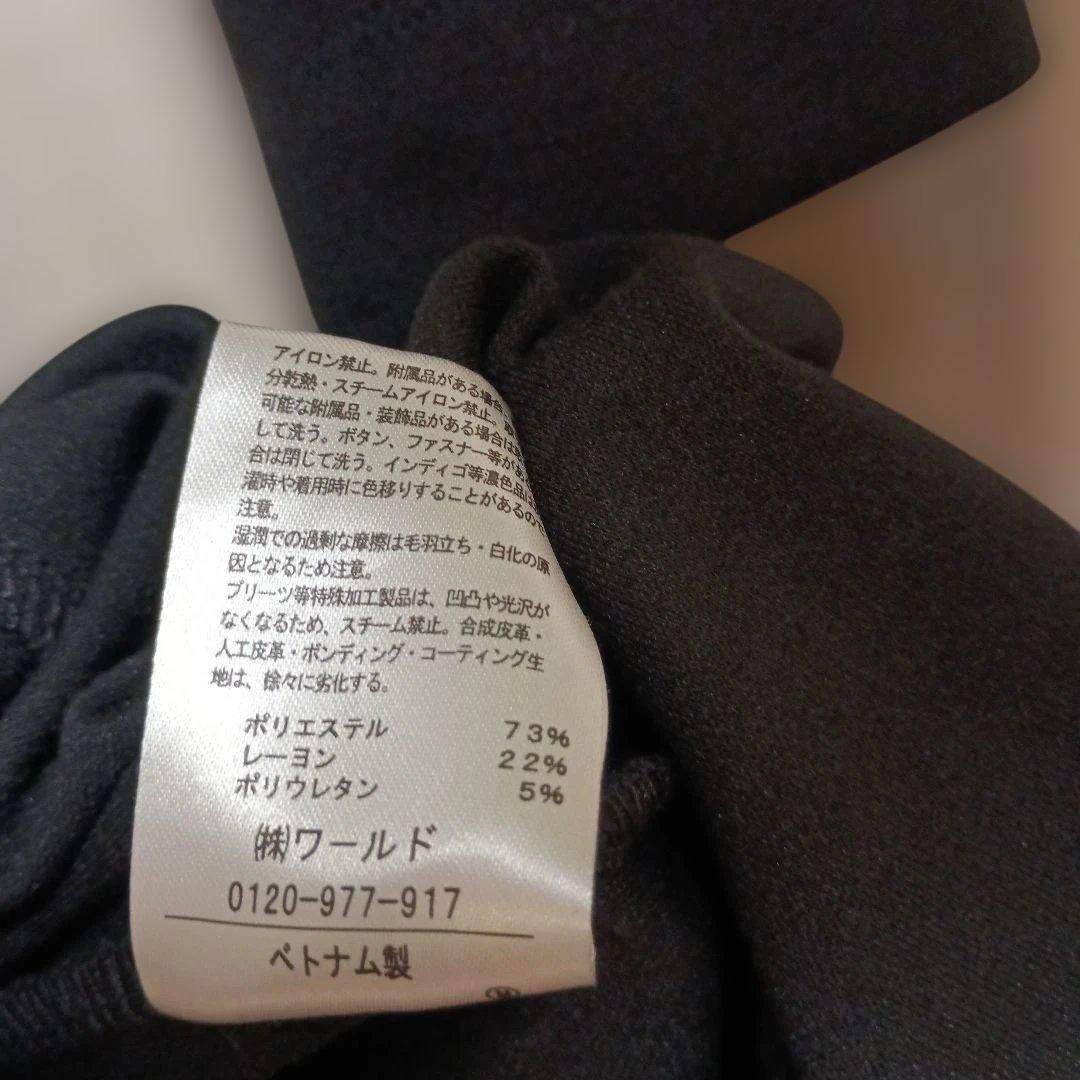 アイロン禁止。附属品がある場合
分乾熱・スチームアイロン禁止。
可能な附属品・装飾品がある場合は
して洗う。ボタン、ファスナー等があ
合は閉じて洗う。インディゴ等濃色品は
濯時や着用時に色移りすることがあるので
注意。
湿潤での過剰な摩擦は毛羽立ち・白化の原
因となるため注意。
プリーツ等特殊加工製品は、凹凸や光沢が
なくなるため、スチーム禁止。合成皮革・
人工皮革・ボンディング・コーティング生
地は、徐々に劣化する。
ポリエステル 73%
レーヨン 22%
ポリウレタン 5%
㈱ワールド
0120-977-917
ベトナム製